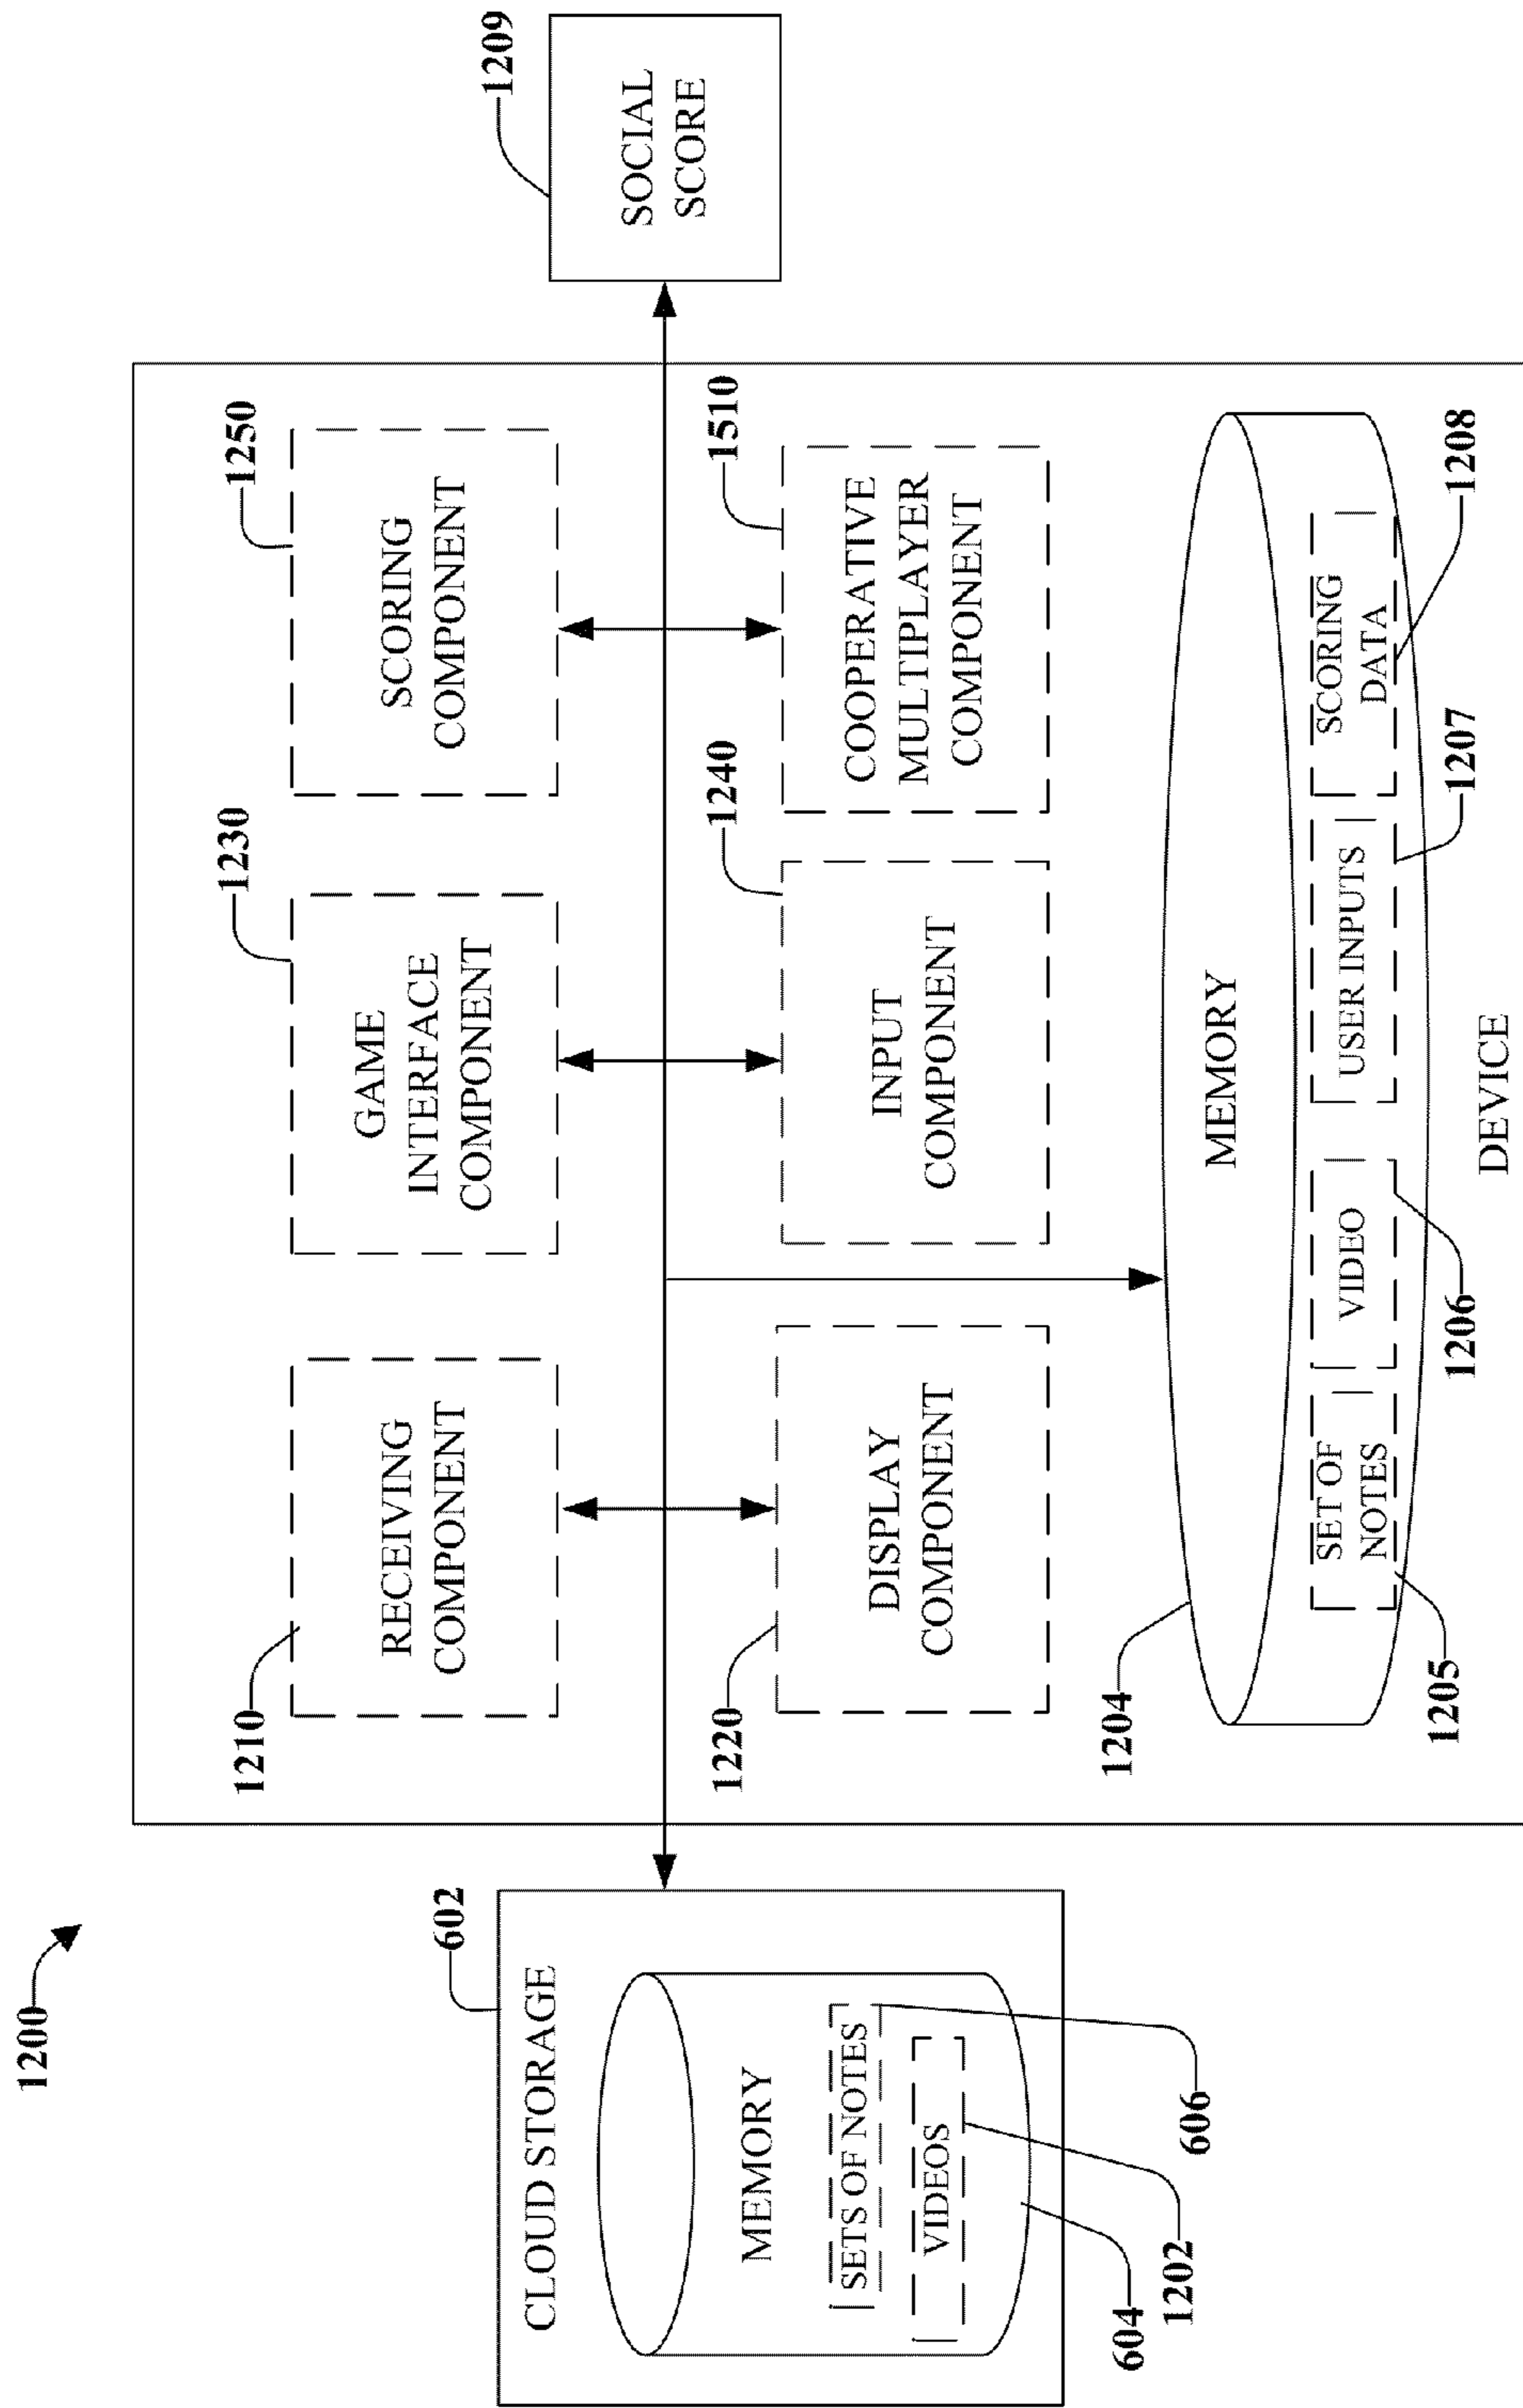 1200
602
CLOUD STORAGE
MEMORY
SETS OF NOTES
VIDEOS
604
1202
606
1210
RECEIVING
COMPONENT
1230
GAME
INTERFACE
COMPONENT
1250
SCORING
COMPONENT
1220
DISPLAY
COMPONENT
1240
INPUT
COMPONENT
1510
COOPERATIVE
MULTIPLAYER
COMPONENT
1204
MEMORY
SET OF
NOTES
VIDEO
USER INPUTS
SCORING
DATA
1205
1206
1207
1208
DEVICE
1209
SOCIAL
SCORE